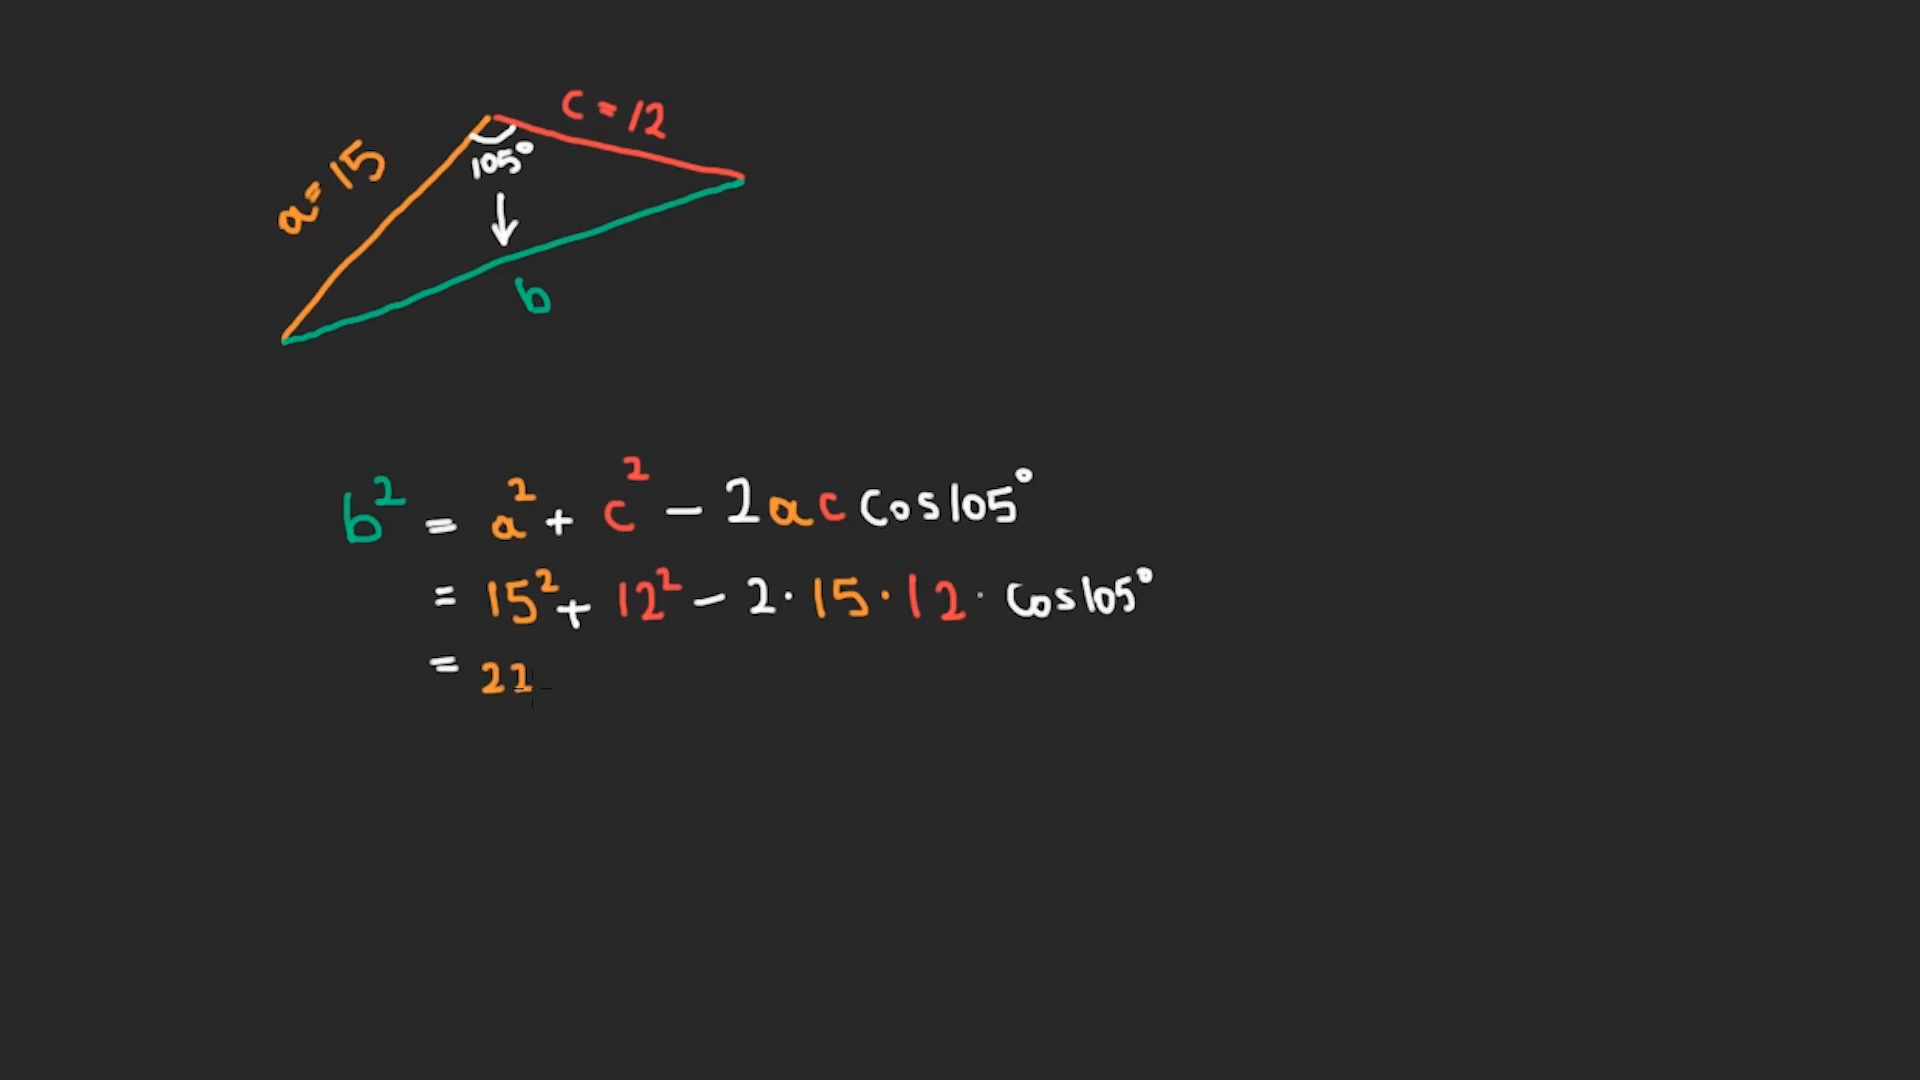 c = 12
a = 15
105°
b
b² = a² + c² − 2ac cos105°
= 15² + 12² − 2·15·12·cos105°
= 22